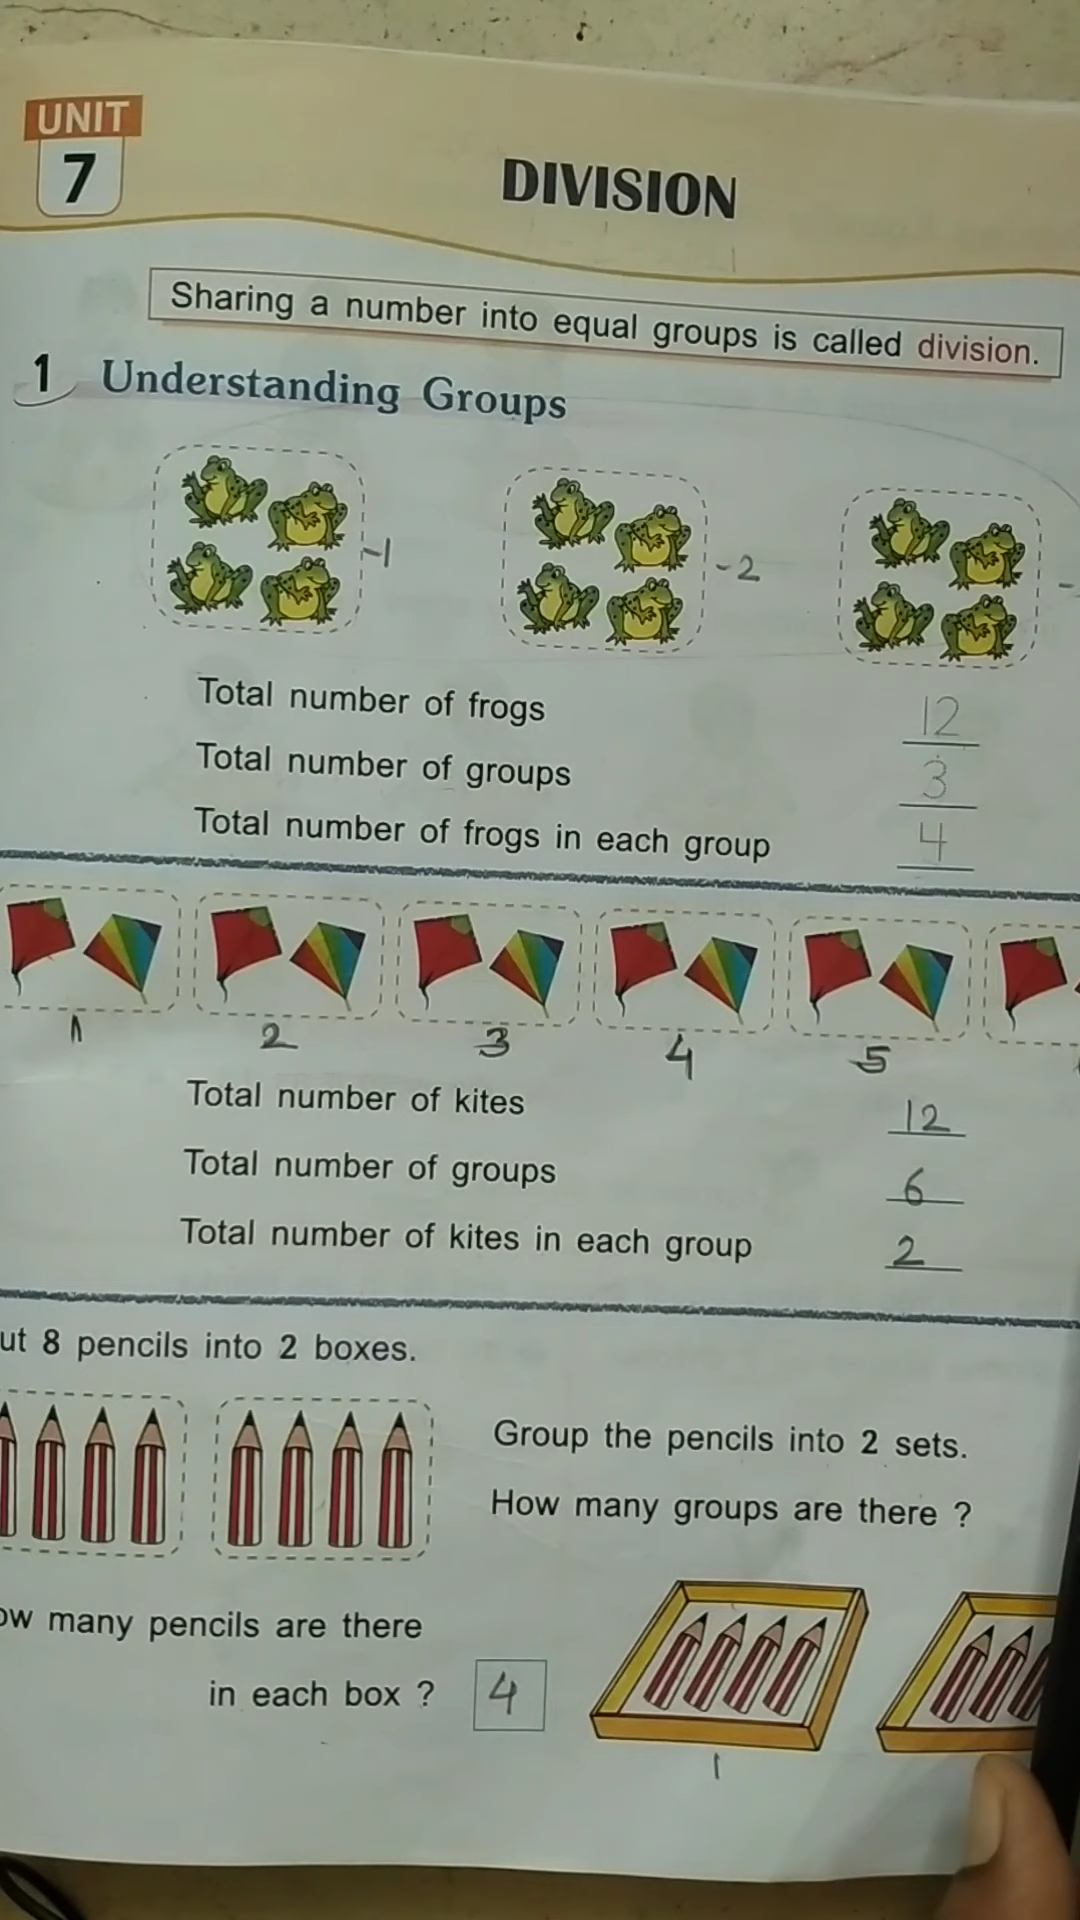 UNIT
7
DIVISION
Sharing a number into equal groups is called division.
1 Understanding Groups
-1
-2
Total number of frogs 12
Total number of groups 3
Total number of frogs in each group 4
1 2 3 4 5
Total number of kites 12
Total number of groups 6
Total number of kites in each group 2
ut 8 pencils into 2 boxes.
Group the pencils into 2 sets.
How many groups are there ?
ow many pencils are there
in each box ? 4
1